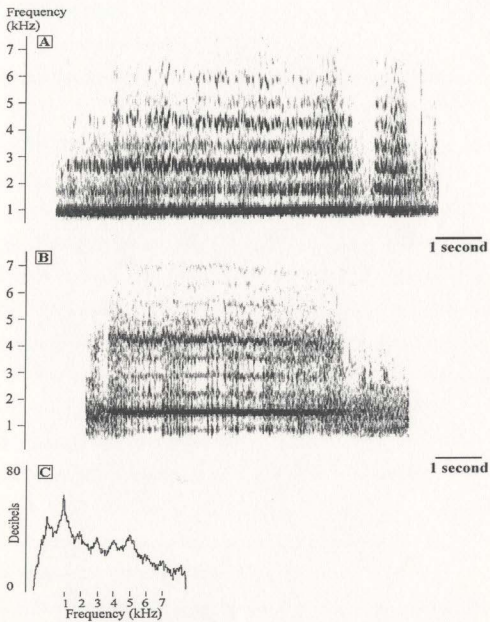 Frequency
(kHz)
A
7
6
5
4
3
2
1
1 second
B
7
6
5
4
3
2
1
1 second
80
C
Decibels
0
1 2 3 4 5 6 7
Frequency (kHz)